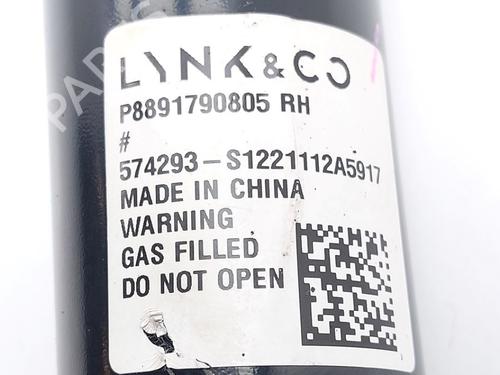 LYNK & CO
P8891790805 RH
#
574293-S1221112A5917
MADE IN CHINA
WARNING
GAS FILLED
DO NOT OPEN